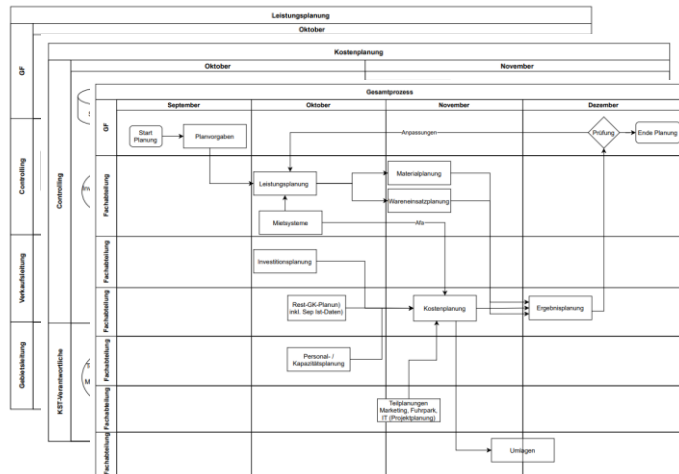 Leistungsplanung
Oktober
GF
Controlling
Verkaufsleitung
Gebietsleitung
Kostenplanung
Oktober
November
Controlling
KST-Verantwortliche
Gesamtprozess
September
Oktober
November
Dezember
GF
Start
Planung
Planvorgaben
Anpassungen
Prüfung
Ende Planung
Fachabteilung
Leistungsplanung
Materialplanung
Wareneinsatzplanung
Mietsysteme
Afa
Fachabteilung
Investitionsplanung
Fachabteilung
Rest-GK-Planun)
inkl. Sep Ist-Daten)
Kostenplanung
Ergebnisplanung
Fachabteilung
Personal- /
Kapazitätsplanung
Fachabteilung
Teilplanungen
Marketing, Fuhrpark,
IT (Projektplanung)
Fachabteilung
Umlagen